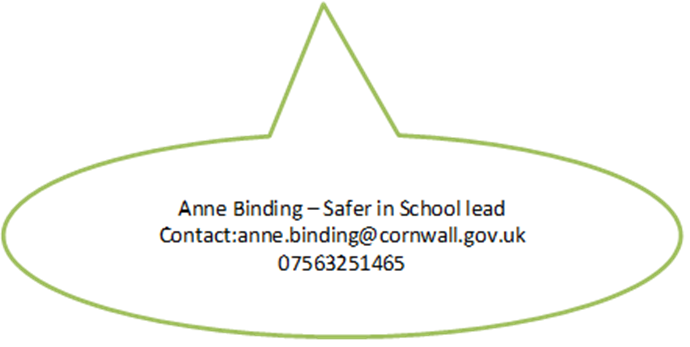 Anne Binding – Safer in School lead
Contact:anne.binding@cornwall.gov.uk
07563251465